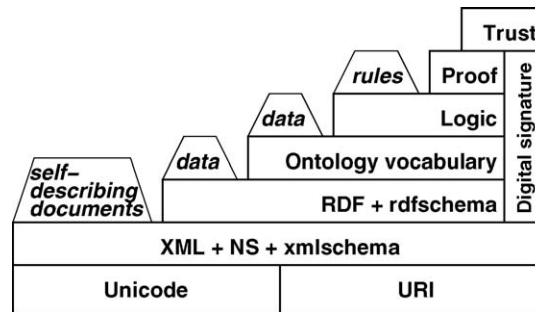 Trust
rules
Proof
data
Logic
data
Ontology vocabulary
self-
describing
documents
RDF + rdfschema
Digital signature
XML + NS + xmlschema
Unicode
URI